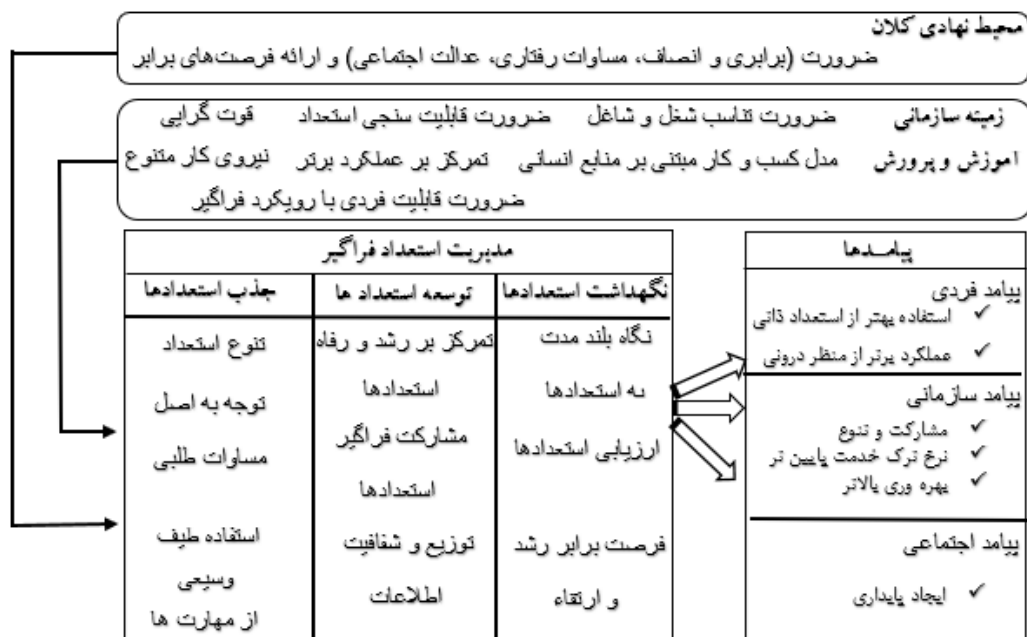 محیط نهادی کلان
ضرورت (برابری و انصاف، مساوات رفتاری، عدالت اجتماعی) و ارائه فرصت‌های برابر
زمینه سازمانی ضرورت تناسب شغل و شاغل ضرورت قابلیت سنجی استعداد قوت گرایی
اموزش و پرورش مدل کسب و کار مبتنی بر منابع انسانی تمرکز بر عملکرد برتر نیروی کار متنوع
ضرورت قابلیت فردی با رویکرد فراگیر
مدیریت استعداد فراگیر
نگهداشت استعدادها
نگاه بلند مدت
به استعدادها
ارزیابی استعدادها
فرصت برابر رشد
و ارتقاء
توسعه استعداد ها
تمرکز بر رشد و رفاه
استعدادها
مشارکت فراگیر
استعدادها
توزیع و شفافیت
اطلاعات
جذب استعدادها
تنوع استعداد
توجه به اصل
مساوات طلبی
استفاده طیف
وسیعی
از مهارت ها
پیامـدها
پیامد فردی
✓ استفاده بهتر از استعداد ذاتی
✓ عملکرد برتر از منظر درونی
پیامد سازمانی
✓ مشارکت و تنوع
✓ نرخ ترک خدمت پایین تر
✓ بهره وری بالاتر
پیامد اجتماعی
✓ ایجاد پایداری